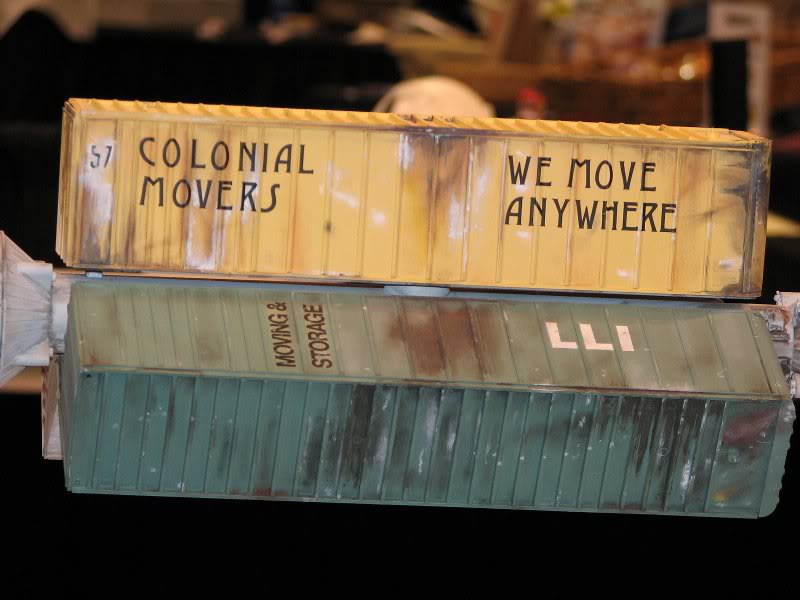 57
COLONIAL
MOVERS
WE MOVE
ANYWHERE
MOVING &
STORAGE
LLI